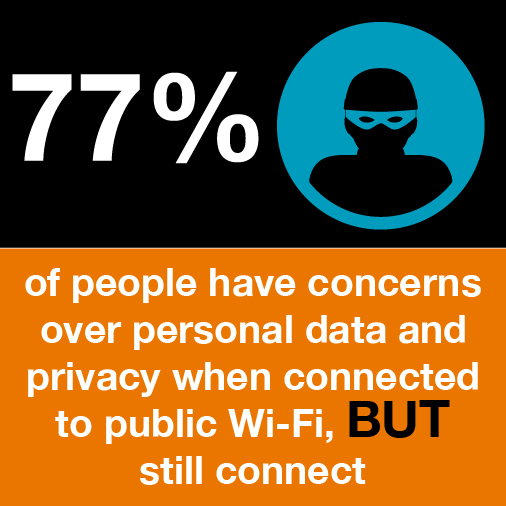 77%
of people have concerns
over personal data and
privacy when connected
to public Wi-Fi, BUT
still connect